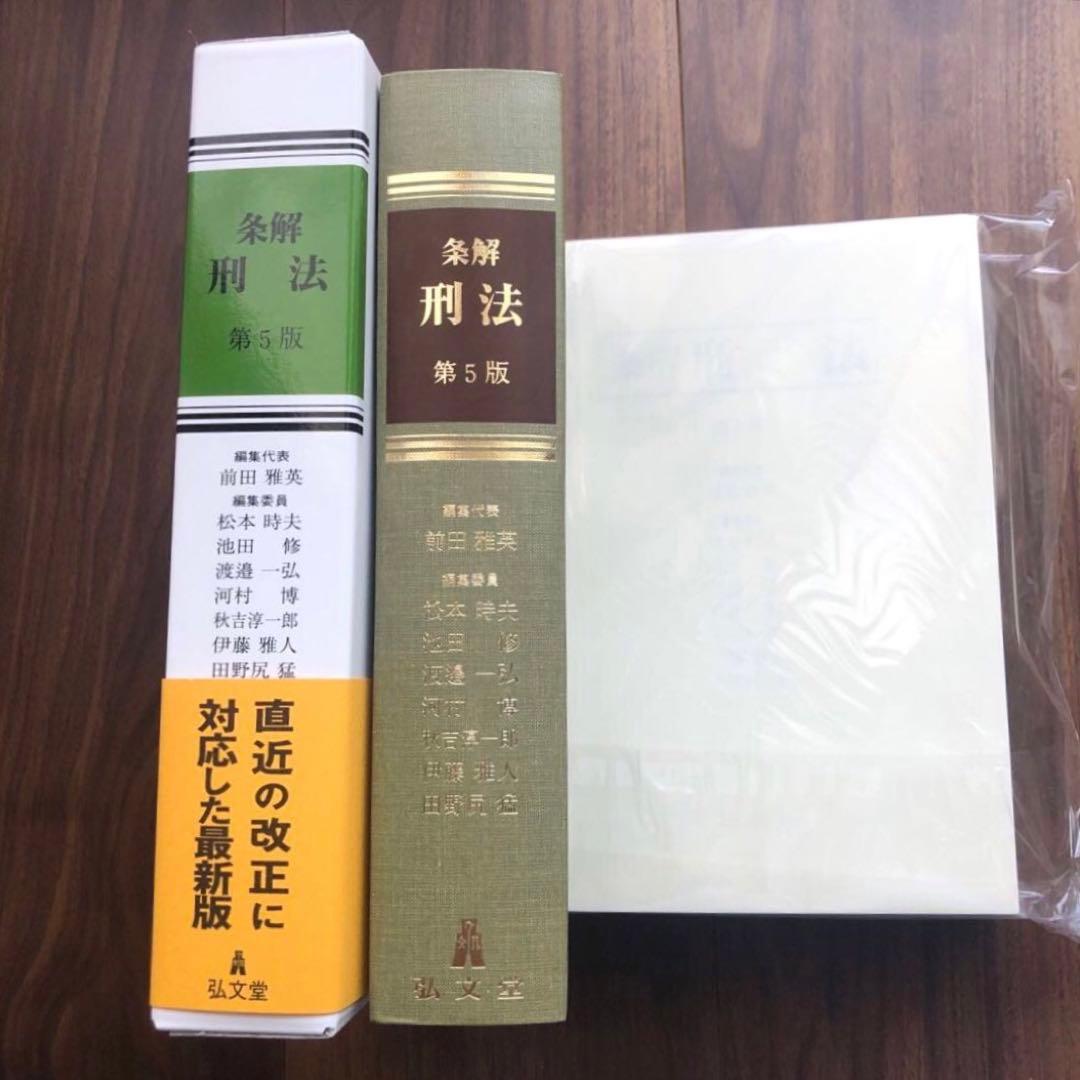 条解
刑 法
第5版
編集代表
前田 雅英
編集委員
松本 時夫
池田 修
渡邉 一弘
河村 博
秋吉淳一郎
伊藤 雅人
田野尻 猛
直近の改正に
対応した最新版
弘文堂
条解
刑 法
第5版
編集代表
前田 雅英
編集委員
松本 時夫
池田 修
渡邉 一弘
河村 博
秋吉淳一郎
伊藤 雅人
田野尻 猛
弘文堂